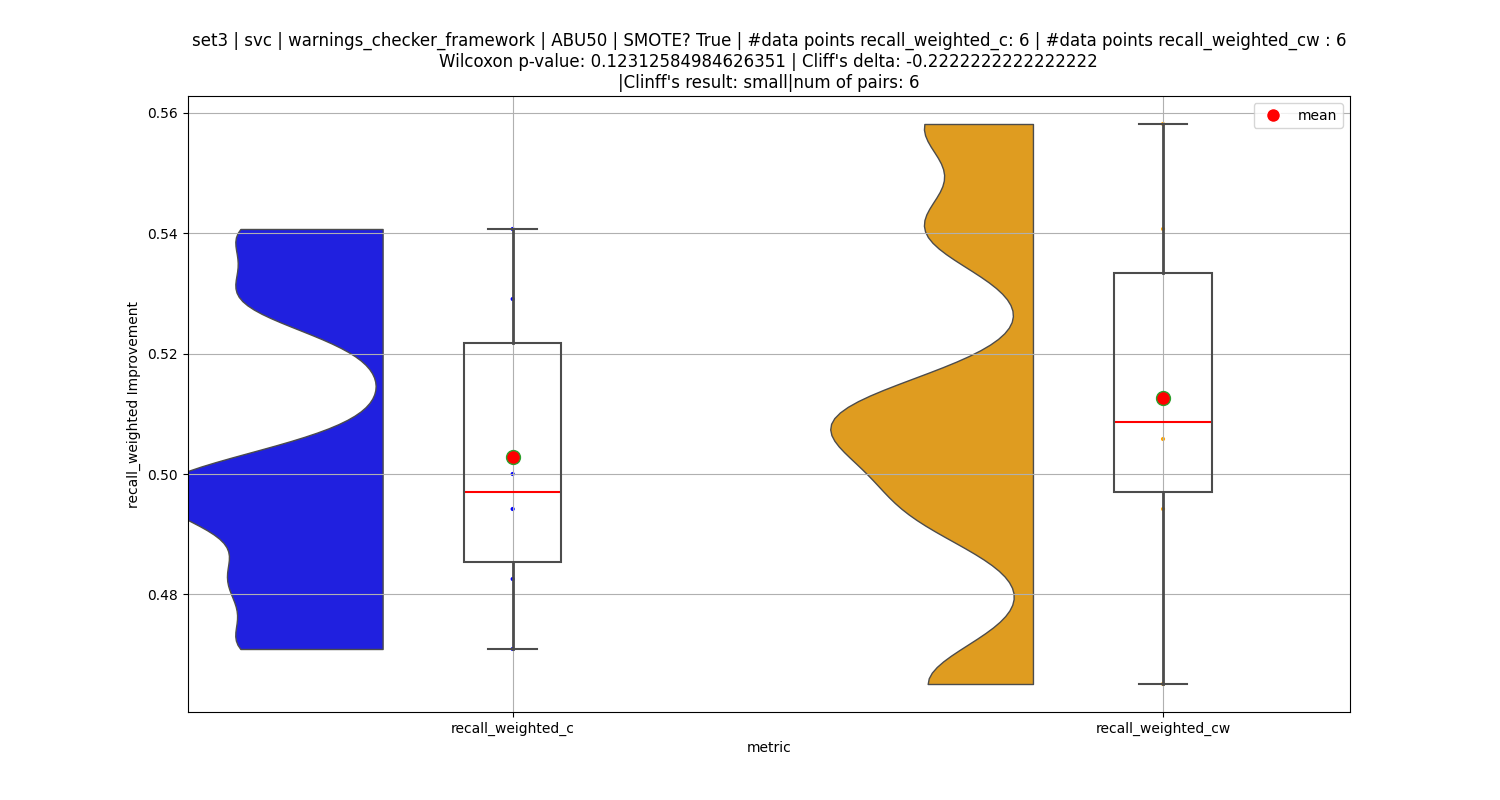 set3 | svc | warnings_checker_framework | ABU50 | SMOTE? True | #data points recall_weighted_c: 6 | #data points recall_weighted_cw : 6
Wilcoxon p-value: 0.12312584984626351 | Cliff's delta: -0.2222222222222222
|Clinff's result: small|num of pairs: 6
mean
0.56
0.54
0.52
0.50
0.48
recall_weighted Improvement
recall_weighted_c
recall_weighted_cw
metric